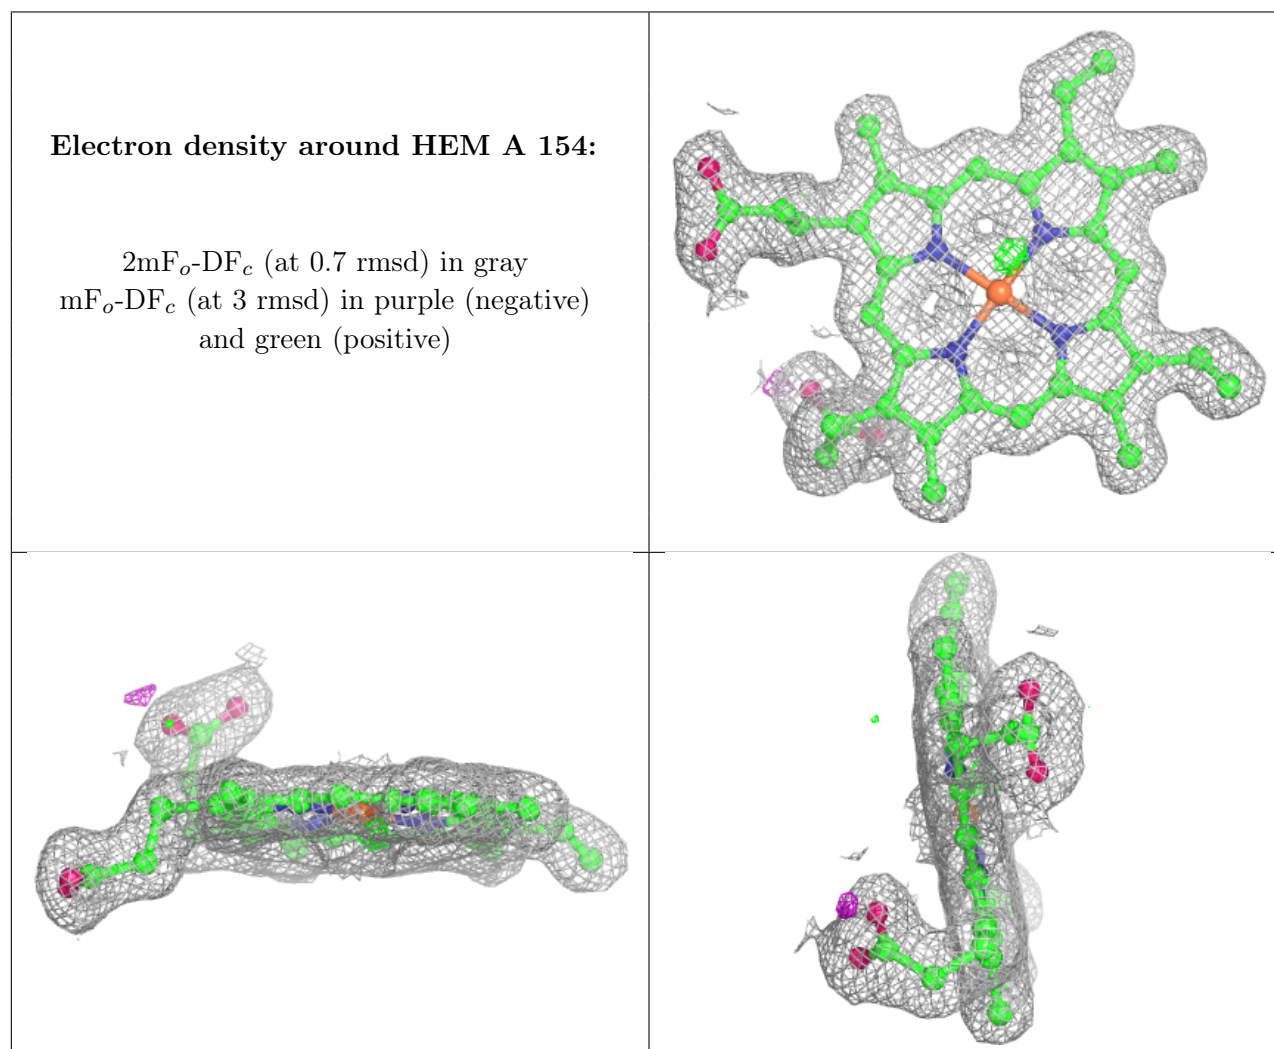 Electron density around HEM A 154:
2mFo-DFc (at 0.7 rmsd) in gray
mFo-DFc (at 3 rmsd) in purple (negative)
and green (positive)